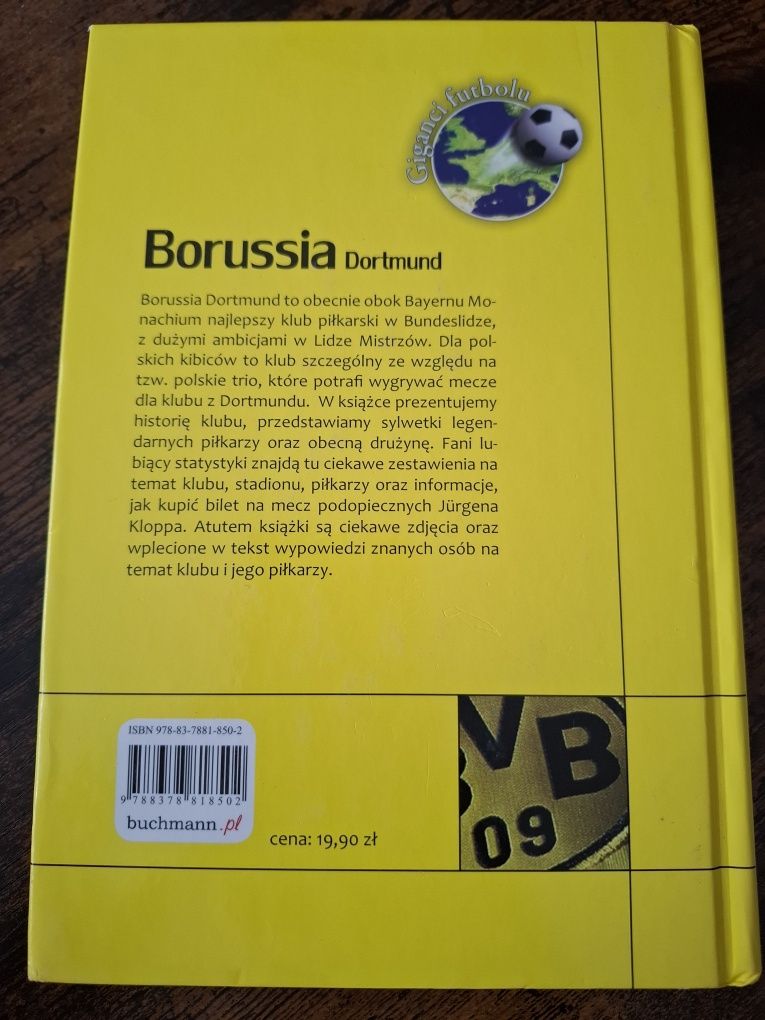 Giganci futbolu
Borussia Dortmund
Borussia Dortmund to obecnie obok Bayernu Mo-
nachium najlepszy klub piłkarski w Bundeslidze,
z dużymi ambicjami w Lidze Mistrzów. Dla pol-
skich kibiców to klub szczególny ze względu na
tzw. polskie trio, które potrafi wygrywać mecze
dla klubu z Dortmundu. W książce prezentujemy
historię klubu, przedstawiamy sylwetki legen-
darnych piłkarzy oraz obecną drużynę. Fani lu-
biący statystyki znajdą tu ciekawe zestawienia na
temat klubu, stadionu, piłkarzy oraz informacje,
jak kupić bilet na mecz podopiecznych Jürgena
Kloppa. Atutem książki są ciekawe zdjęcia oraz
wplecione w tekst wypowiedzi znanych osób na
temat klubu i jego piłkarzy.
ISBN 978-83-7881-850-2
9 788378 818502
buchmann.pl
cena: 19,90 zł
BVB
09